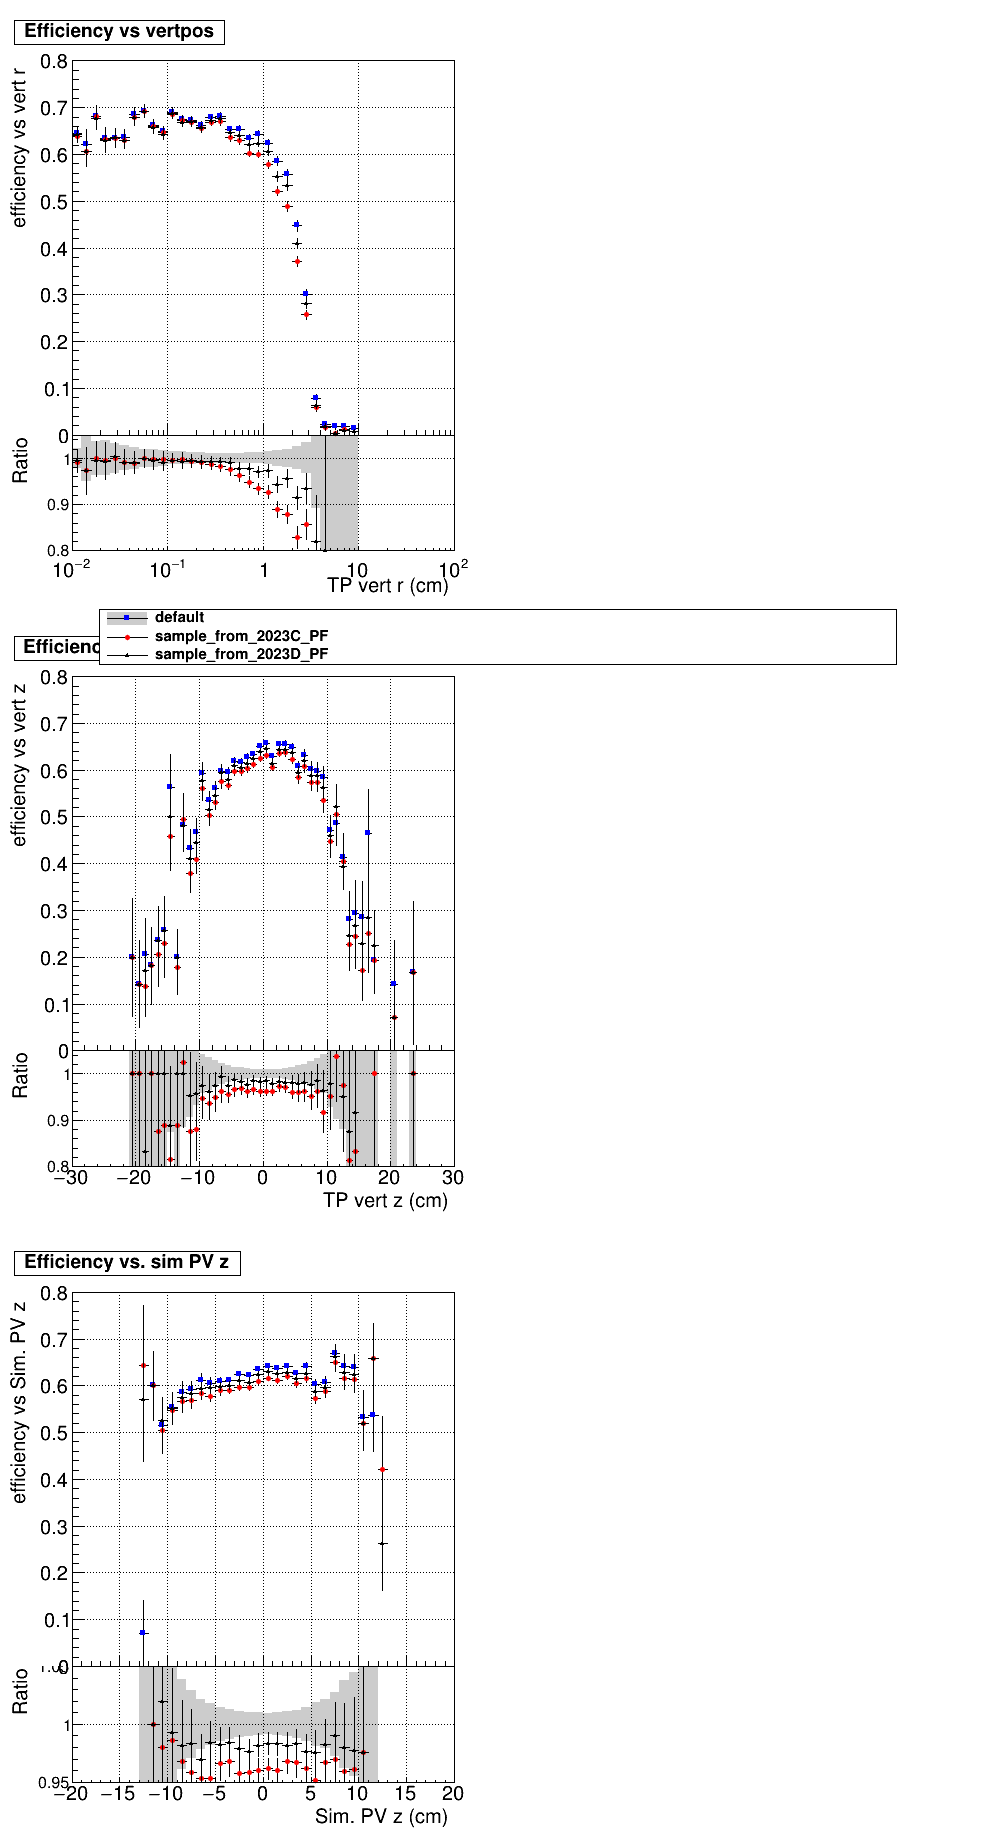 Efficiency vs vertpos
efficiency vs vert r
0.8
0.7
0.6
0.5
0.4
0.3
0.2
0.1
0
Ratio
1
0.9
0.8
10−2 10−1 1 10 102
TP vert r (cm)
default
sample_from_2023C_PF
sample_from_2023D_PF
Efficienc
efficiency vs vert z
0.8
0.7
0.6
0.5
0.4
0.3
0.2
0.1
0
Ratio
1
0.9
0.8
−30 −20 −10 0 10 20 30
TP vert z (cm)
Efficiency vs. sim PV z
efficiency vs Sim. PV z
0.8
0.7
0.6
0.5
0.4
0.3
0.2
0.1
0
Ratio
1
0.95
−20 −15 −10 −5 0 5 10 15 20
Sim. PV z (cm)